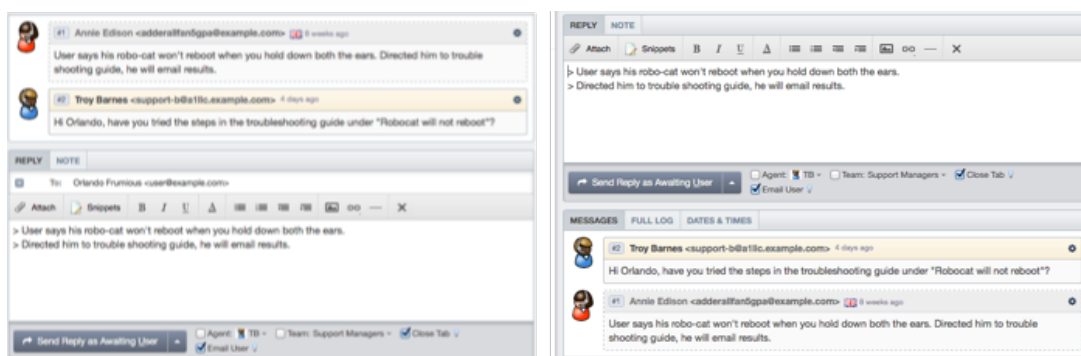 #1 Annie Edison <adderallfan5gpa@example.com> 6 weeks ago
User says his robo-cat won't reboot when you hold down both the ears. Directed him to trouble
shooting guide, he will email results.
#2 Troy Barnes <support-b@a1llc.example.com> 4 days ago
Hi Orlando, have you tried the steps in the troubleshooting guide under "Robocat will not reboot"?
REPLY NOTE
To: Orlando Frumious <user@example.com>
Attach Snippets B I U A
> User says his robo-cat won't reboot when you hold down both the ears.
> Directed him to trouble shooting guide, he will email results.
Send Reply as Awaiting User Agent: TB Team: Support Managers Close Tab
Email User
REPLY NOTE
Attach Snippets B I U A
> User says his robo-cat won't reboot when you hold down both the ears.
> Directed him to trouble shooting guide, he will email results.
Send Reply as Awaiting User Agent: TB Team: Support Managers Close Tab
Email User
MESSAGES FULL LOG DATES & TIMES
#2 Troy Barnes <support-b@a1llc.example.com> 4 days ago
Hi Orlando, have you tried the steps in the troubleshooting guide under "Robocat will not reboot"?
#1 Annie Edison <adderallfan5gpa@example.com> 6 weeks ago
User says his robo-cat won't reboot when you hold down both the ears. Directed him to trouble
shooting guide, he will email results.